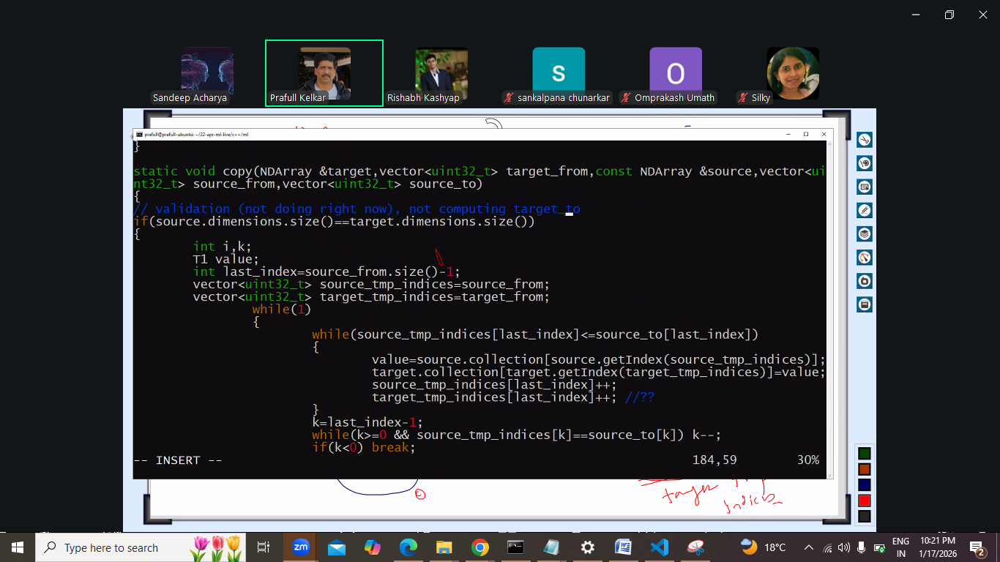 S
O
Sandeep Acharya
Prafull Kelkar
Rishabh Kashyap
sankalpana chunarkar
Omprakash Umath
Silky
prafull@prafull-ubuntu: ~/22-apr-ml-live/c++/ml
}
static void copy(NDArray &target,vector<uint32_t> target_from,const NDArray &source,vector<ui
nt32_t> source_from,vector<uint32_t> source_to)
{
// validation (not doing right now), not computing target_to
if(source.dimensions.size()==target.dimensions.size())
{
int i,k;
T1 value;
int last_index=source_from.size()-1;
vector<uint32_t> source_tmp_indices=source_from;
vector<uint32_t> target_tmp_indices=target_from;
while(1)
{
while(source_tmp_indices[last_index]<=source_to[last_index])
{
value=source.collection[source.getIndex(source_tmp_indices)];
target.collection[target.getIndex(target_tmp_indices)]=value;
source_tmp_indices[last_index]++;
target_tmp_indices[last_index]++; //??
}
k=last_index-1;
while(k>=0 && source_tmp_indices[k]==source_to[k]) k--;
if(k<0) break;
-- INSERT --
184,59
30%
target
indices
zm
Type here to search
18°C
ENG
IN
10:21 PM
1/17/2026
2